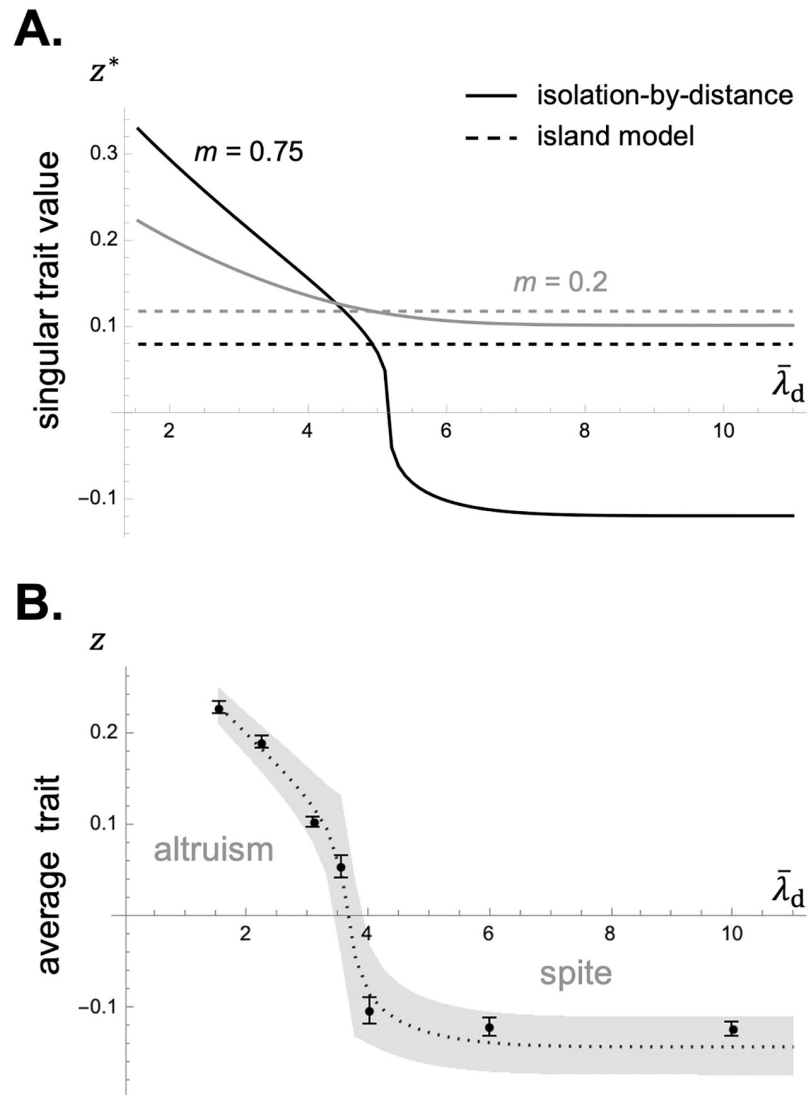 A.
z*
isolation-by-distance
island model
m = 0.75
0.3
0.2
m = 0.2
0.1
λ̄d
2 4 6 8 10
−0.1
singular trait value
B.
z
0.2
0.1
altruism
λ̄d
2 4 6 8 10
spite
−0.1
average trait